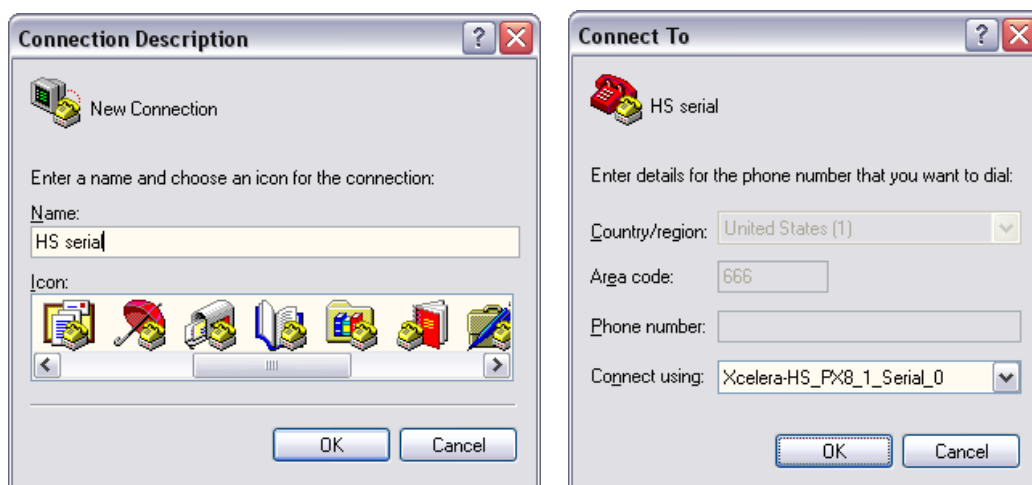 Connection Description
New Connection
Enter a name and choose an icon for the connection:
Name:
HS serial
Icon:
OK
Cancel
Connect To
HS serial
Enter details for the phone number that you want to dial:
Country/region: United States (1)
Area code: 666
Phone number:
Connect using: Xcelera-HS_PX8_1_Serial_0
OK
Cancel